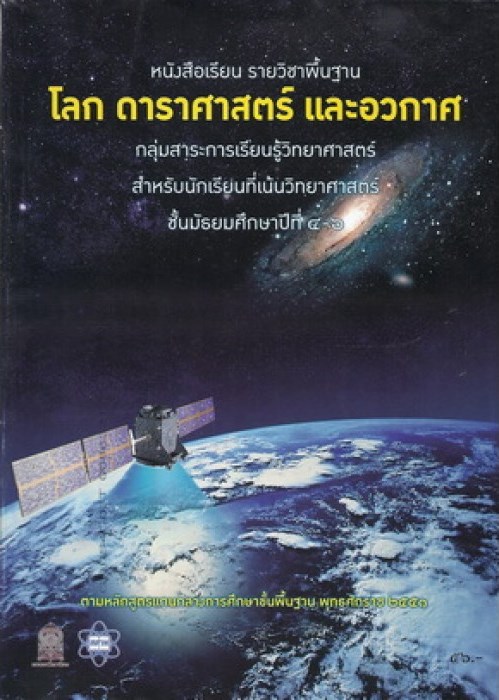 หนังสือเรียน รายวิชาพื้นฐาน
โลก ดาราศาสตร์ และอวกาศ
กลุ่มสาระการเรียนรู้วิทยาศาสตร์
สำหรับนักเรียนที่เน้นวิทยาศาสตร์
ชั้นมัธยมศึกษาปีที่ ๔-๖
ตามหลักสูตรแกนกลางการศึกษาขั้นพื้นฐาน พุทธศักราช ๒๕๕๑